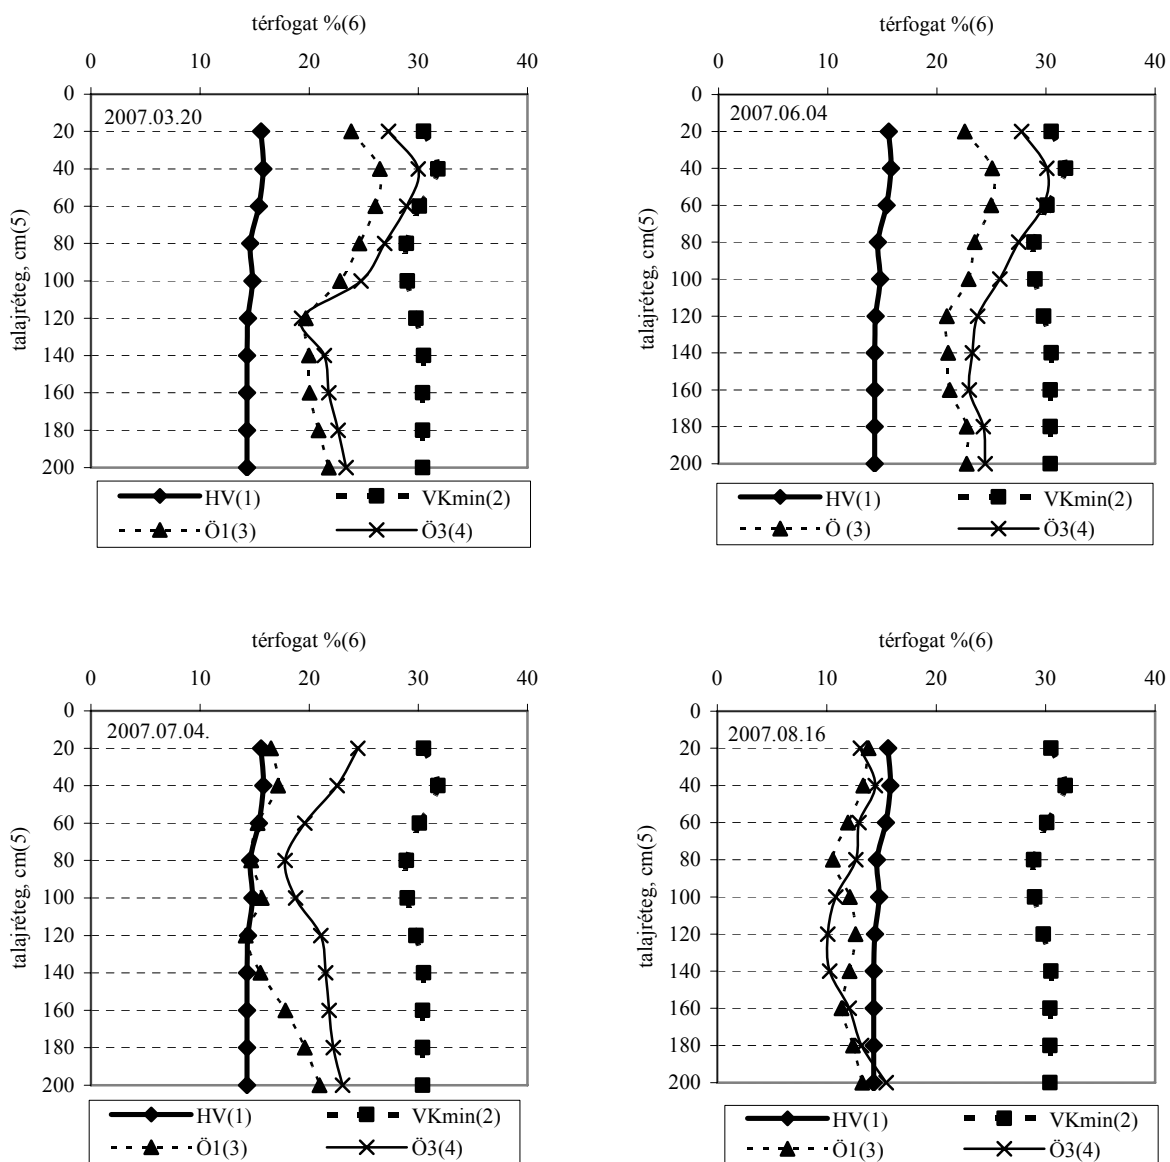 térfogat %(6)
0 10 20 30 40
talajréteg, cm(5)
0
2007.03.20
20
40
60
80
100
120
140
160
180
200
HV(1) VKmin(2)
Ö1(3) Ö3(4)
térfogat %(6)
0 10 20 30 40
talajréteg, cm(5)
0
2007.06.04
20
40
60
80
100
120
140
160
180
200
HV(1) VKmin(2)
Ö (3) Ö3(4)
térfogat %(6)
0 10 20 30 40
talajréteg, cm(5)
0
2007.07.04.
20
40
60
80
100
120
140
160
180
200
HV(1) VKmin(2)
Ö1(3) Ö3(4)
térfogat %(6)
0 10 20 30 40
talajréteg, cm(5)
0
2007.08.16
20
40
60
80
100
120
140
160
180
200
HV(1) VKmin(2)
Ö1(3) Ö3(4)